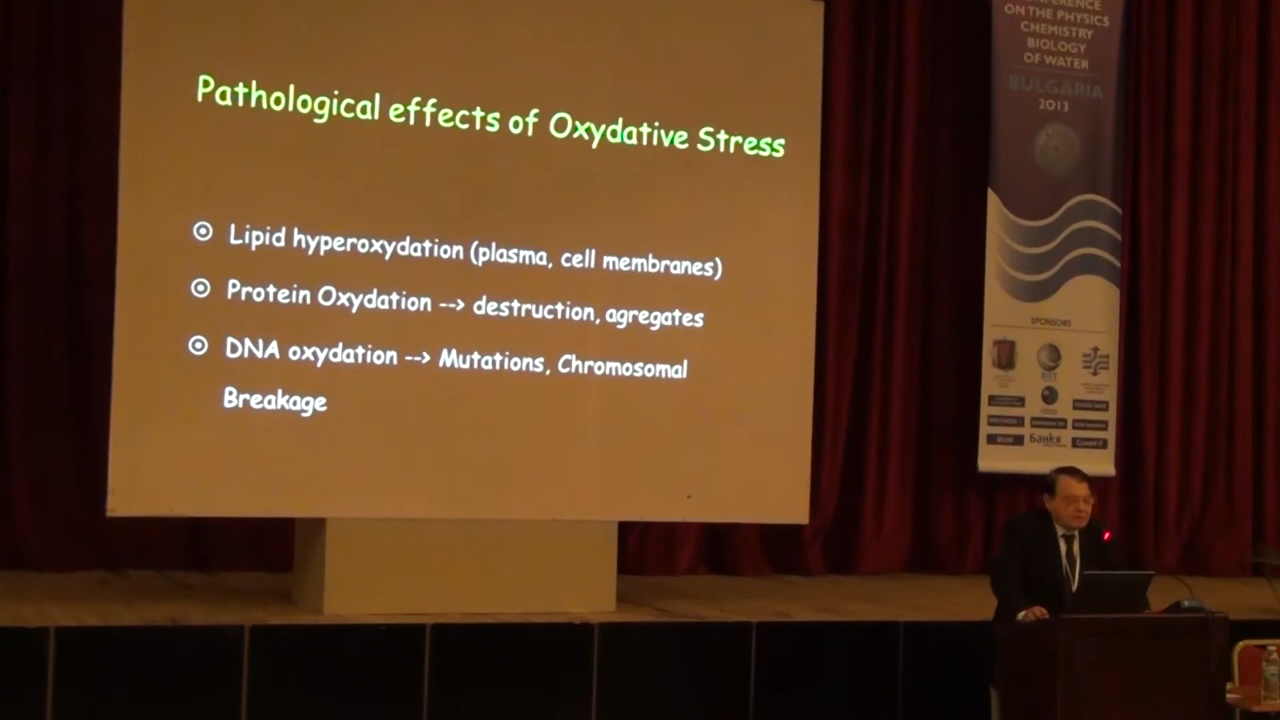 Pathological effects of Oxydative Stress
Lipid hyperoxydation (plasma, cell membranes)
Protein Oxydation --> destruction, agregates
DNA oxydation --> Mutations, Chromosomal
Breakage
ON THE PHYSICS
CHEMISTRY
BIOLOGY
OF WATER
BULGARIA
2013
SPONSORS
Банкя